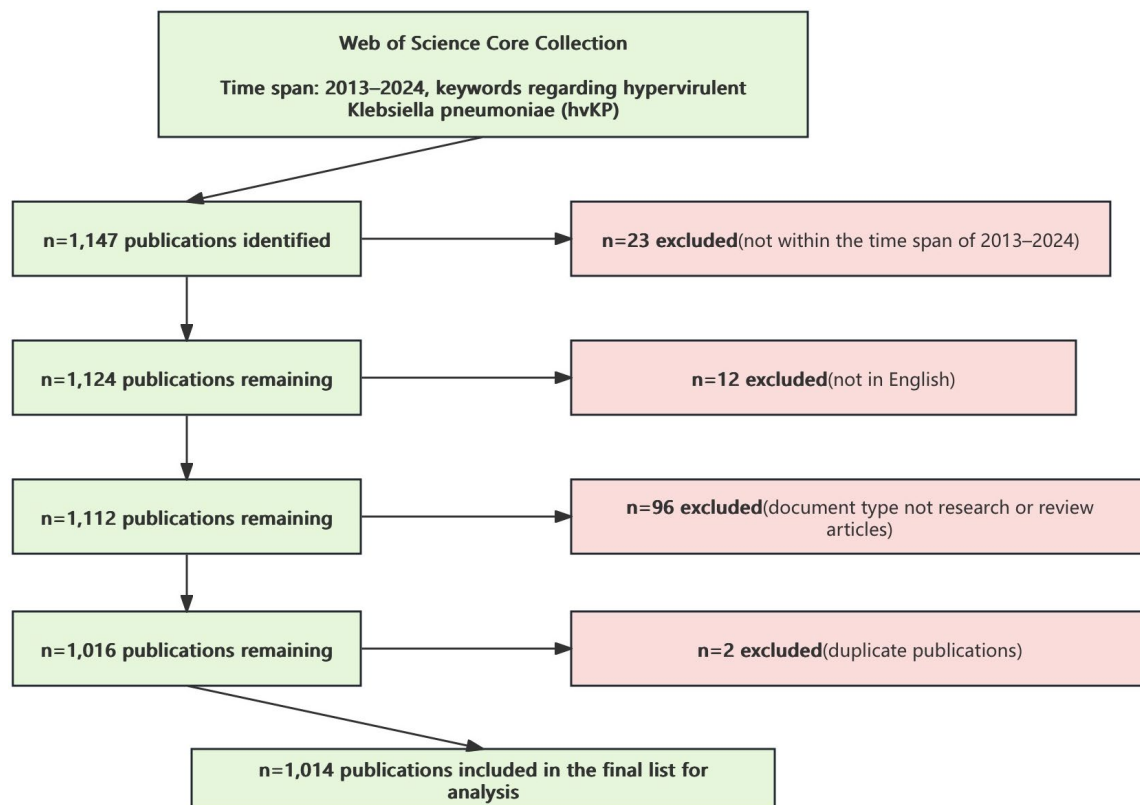 Web of Science Core Collection
Time span: 2013–2024, keywords regarding hypervirulent
Klebsiella pneumoniae (hvKP)
n=1,147 publications identified
n=23 excluded(not within the time span of 2013–2024)
n=1,124 publications remaining
n=12 excluded(not in English)
n=1,112 publications remaining
n=96 excluded(document type not research or review
articles)
n=1,016 publications remaining
n=2 excluded(duplicate publications)
n=1,014 publications included in the final list for
analysis